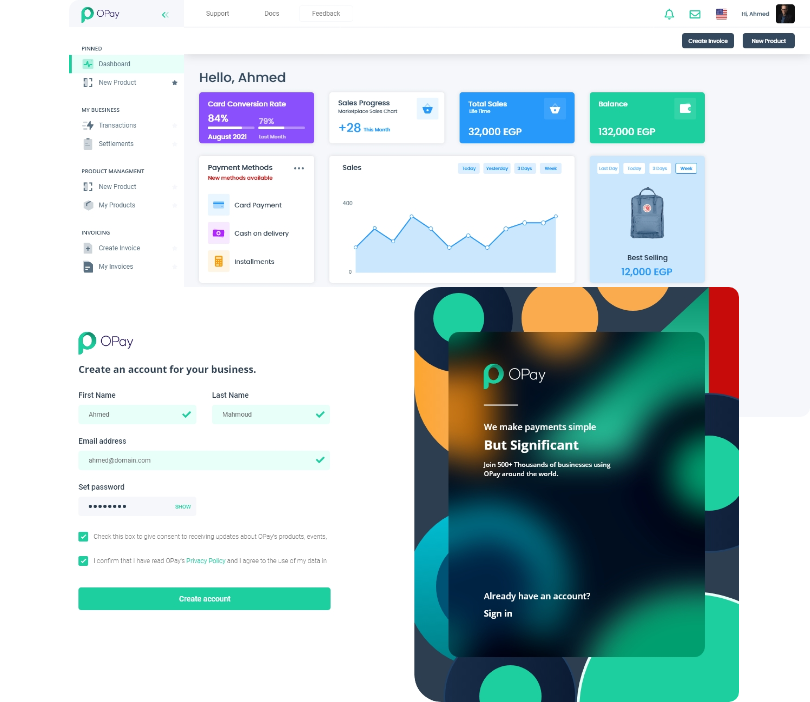 OPay
Support
Docs
Feedback
Hi, Ahmed
Create Invoice
New Product
PINNED
Dashboard
New Product
MY BUSINESS
Transactions
Settlements
PRODUCT MANAGMENT
New Product
My Products
INVOICING
Create Invoice
My Invoices
Hello, Ahmed
Card Conversion Rate
84%
79%
August 2021
Last Month
Sales Progress
Marketplace Sales Chart
+28 This Month
Total Sales
Life Time
32,000 EGP
Balance
132,000 EGP
Payment Methods
New methods available
Card Payment
Cash on delivery
Installments
Sales
Today
Yesterday
3 Days
Week
400
0
Last Day
Today
3 Days
Week
Best Selling
12,000 EGP
OPay
Create an account for your business.
First Name
Last Name
Ahmed
Mahmoud
Email address
ahmed@domain.com
Set password
SHOW
Check this box to give consent to receiving updates about OPay's products, events.
I confirm that I have read OPay's Privacy Policy and I agree to the use of my data in
Create account
OPay
We make payments simple
But Significant
Join 500+ Thousands of businesses using
OPay around the world.
Already have an account?
Sign in